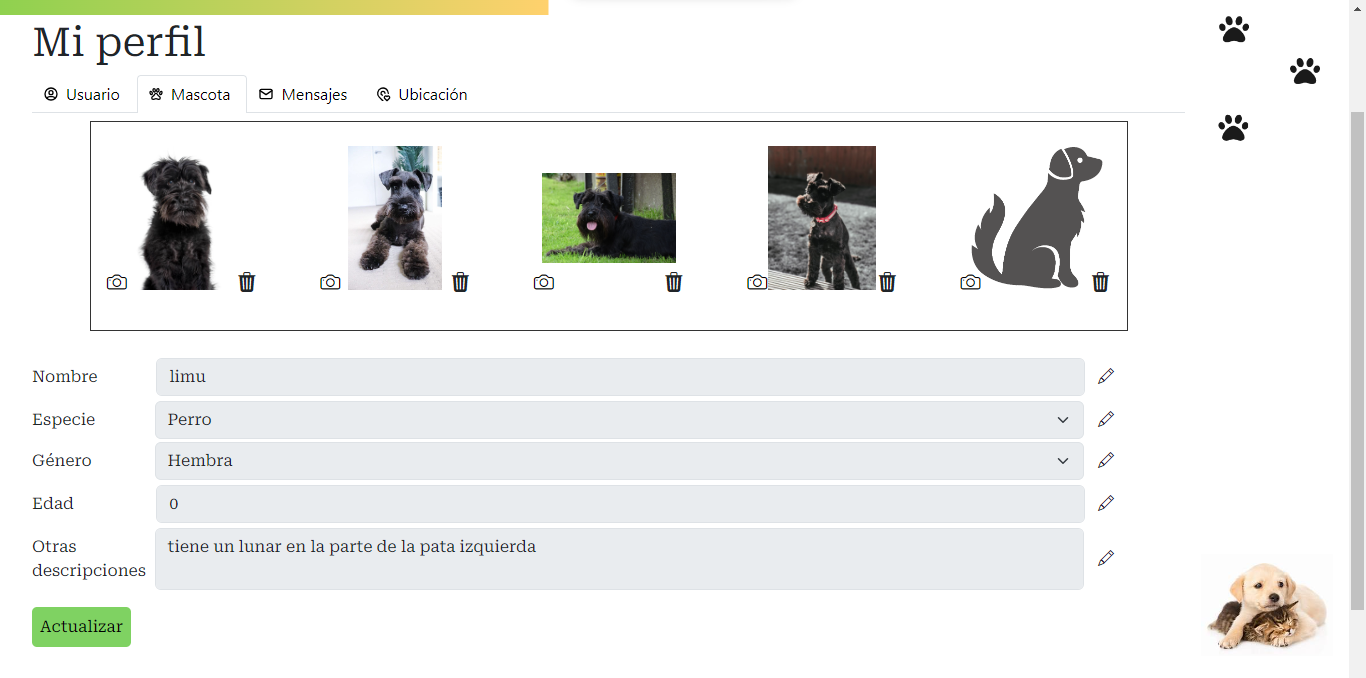 Mi perfil
Usuario
Mascota
Mensajes
Ubicación
Nombre
limu
Especie
Perro
Género
Hembra
Edad
0
Otras
descripciones
tiene un lunar en la parte de la pata izquierda
Actualizar